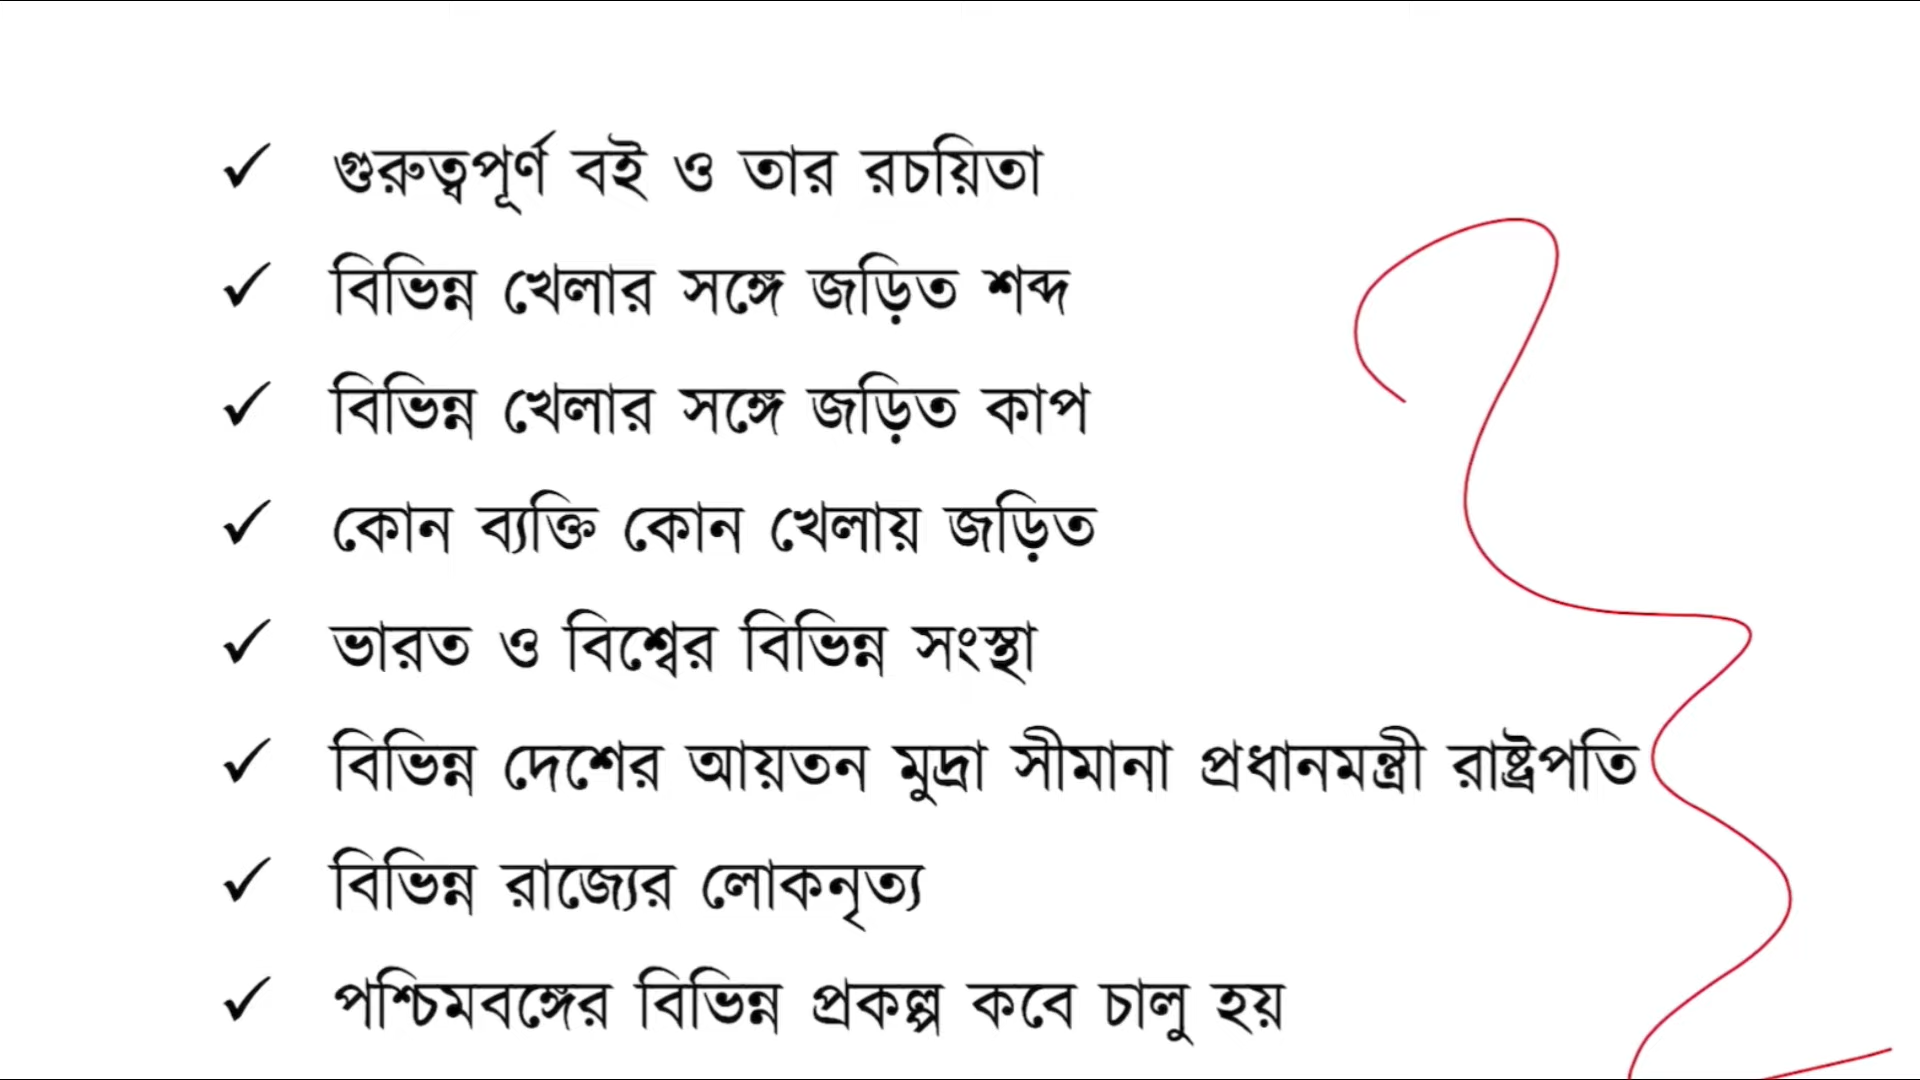 ✓ গুরুত্বপূর্ণ বই ও তার রচয়িতা
✓ বিভিন্ন খেলার সঙ্গে জড়িত শব্দ
✓ বিভিন্ন খেলার সঙ্গে জড়িত কাপ
✓ কোন ব্যক্তি কোন খেলায় জড়িত
✓ ভারত ও বিশ্বের বিভিন্ন সংস্থা
✓ বিভিন্ন দেশের আয়তন মুদ্রা সীমানা প্রধানমন্ত্রী রাষ্ট্রপতি
✓ বিভিন্ন রাজ্যের লোকনৃত্য
✓ পশ্চিমবঙ্গের বিভিন্ন প্রকল্প কবে চালু হয়